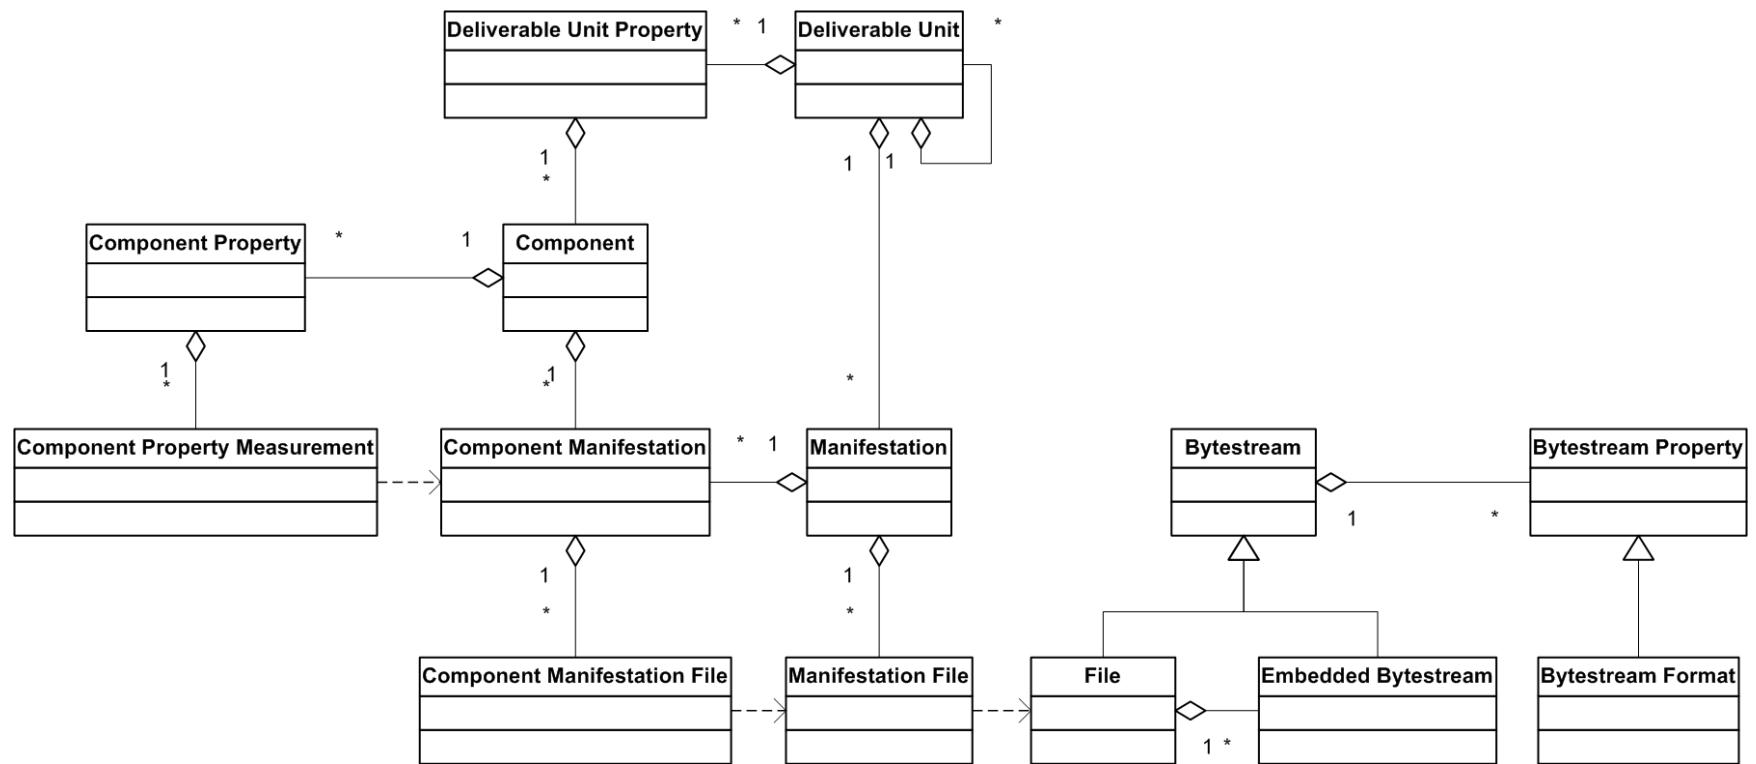 Deliverable Unit Property
* 1
Deliverable Unit
*
1
*
1
1
Component Property
*
1
Component
1
*
1
*
*
Component Property Measurement
Component Manifestation
* 1
Manifestation
Bytestream
Bytestream Property
1
*
1
*
1
*
Component Manifestation File
Manifestation File
File
Embedded Bytestream
Bytestream Format
1 *